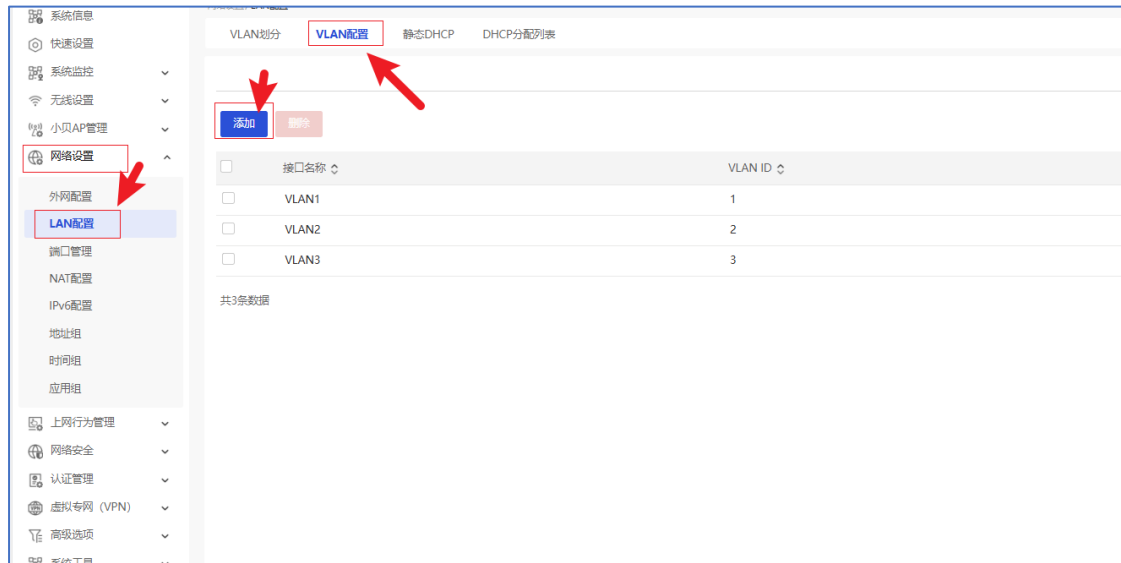 系统信息
快速设置
系统监控
无线设置
小贝AP管理
网络设置
外网配置
LAN配置
端口管理
NAT配置
IPv6配置
地址组
时间组
应用组
上网行为管理
网络安全
认证管理
虚拟专网（VPN）
高级选项
系统工具
VLAN划分 VLAN配置 静态DHCP DHCP分配列表
添加 删除
接口名称 VLAN ID
VLAN1 1
VLAN2 2
VLAN3 3
共3条数据